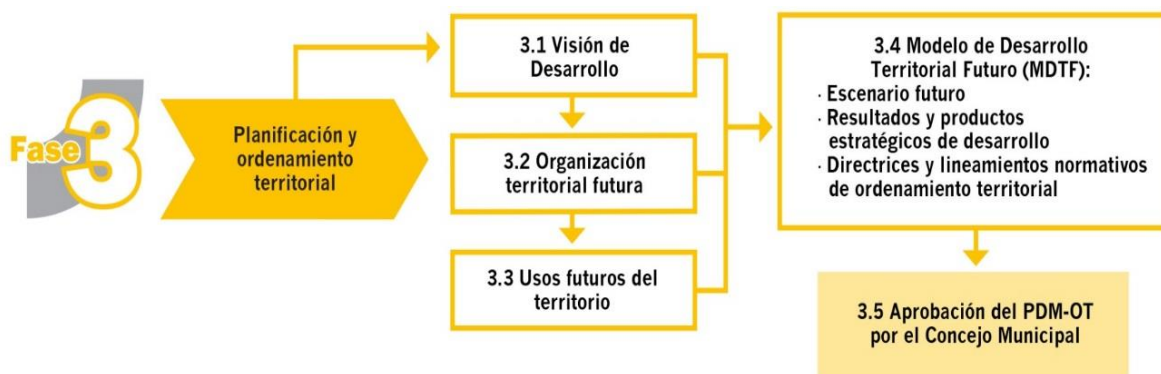 Fase 3
Planificación y
ordenamiento
territorial
3.1 Visión de
Desarrollo
3.2 Organización
territorial futura
3.3 Usos futuros del
territorio
3.4 Modelo de Desarrollo
Territorial Futuro (MDTF):
· Escenario futuro
· Resultados y productos
estratégicos de desarrollo
· Directrices y lineamientos normativos
de ordenamiento territorial
3.5 Aprobación del PDM-OT
por el Concejo Municipal